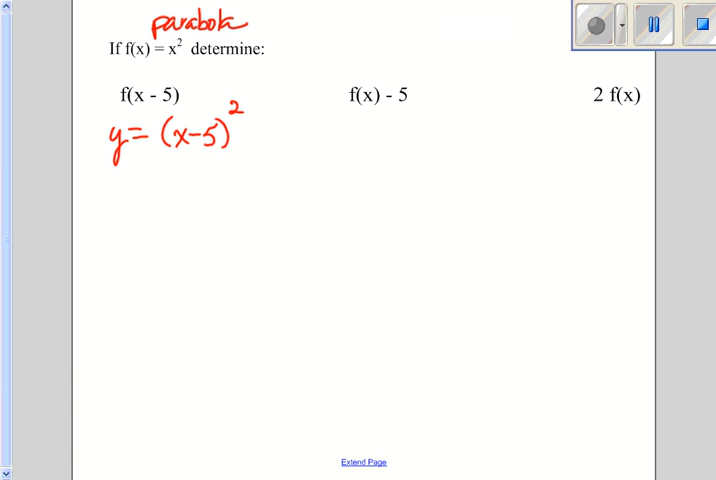 parabola
If f(x) = x² determine:
f(x - 5) f(x) - 5 2 f(x)
y = (x-5)²
Extend Page